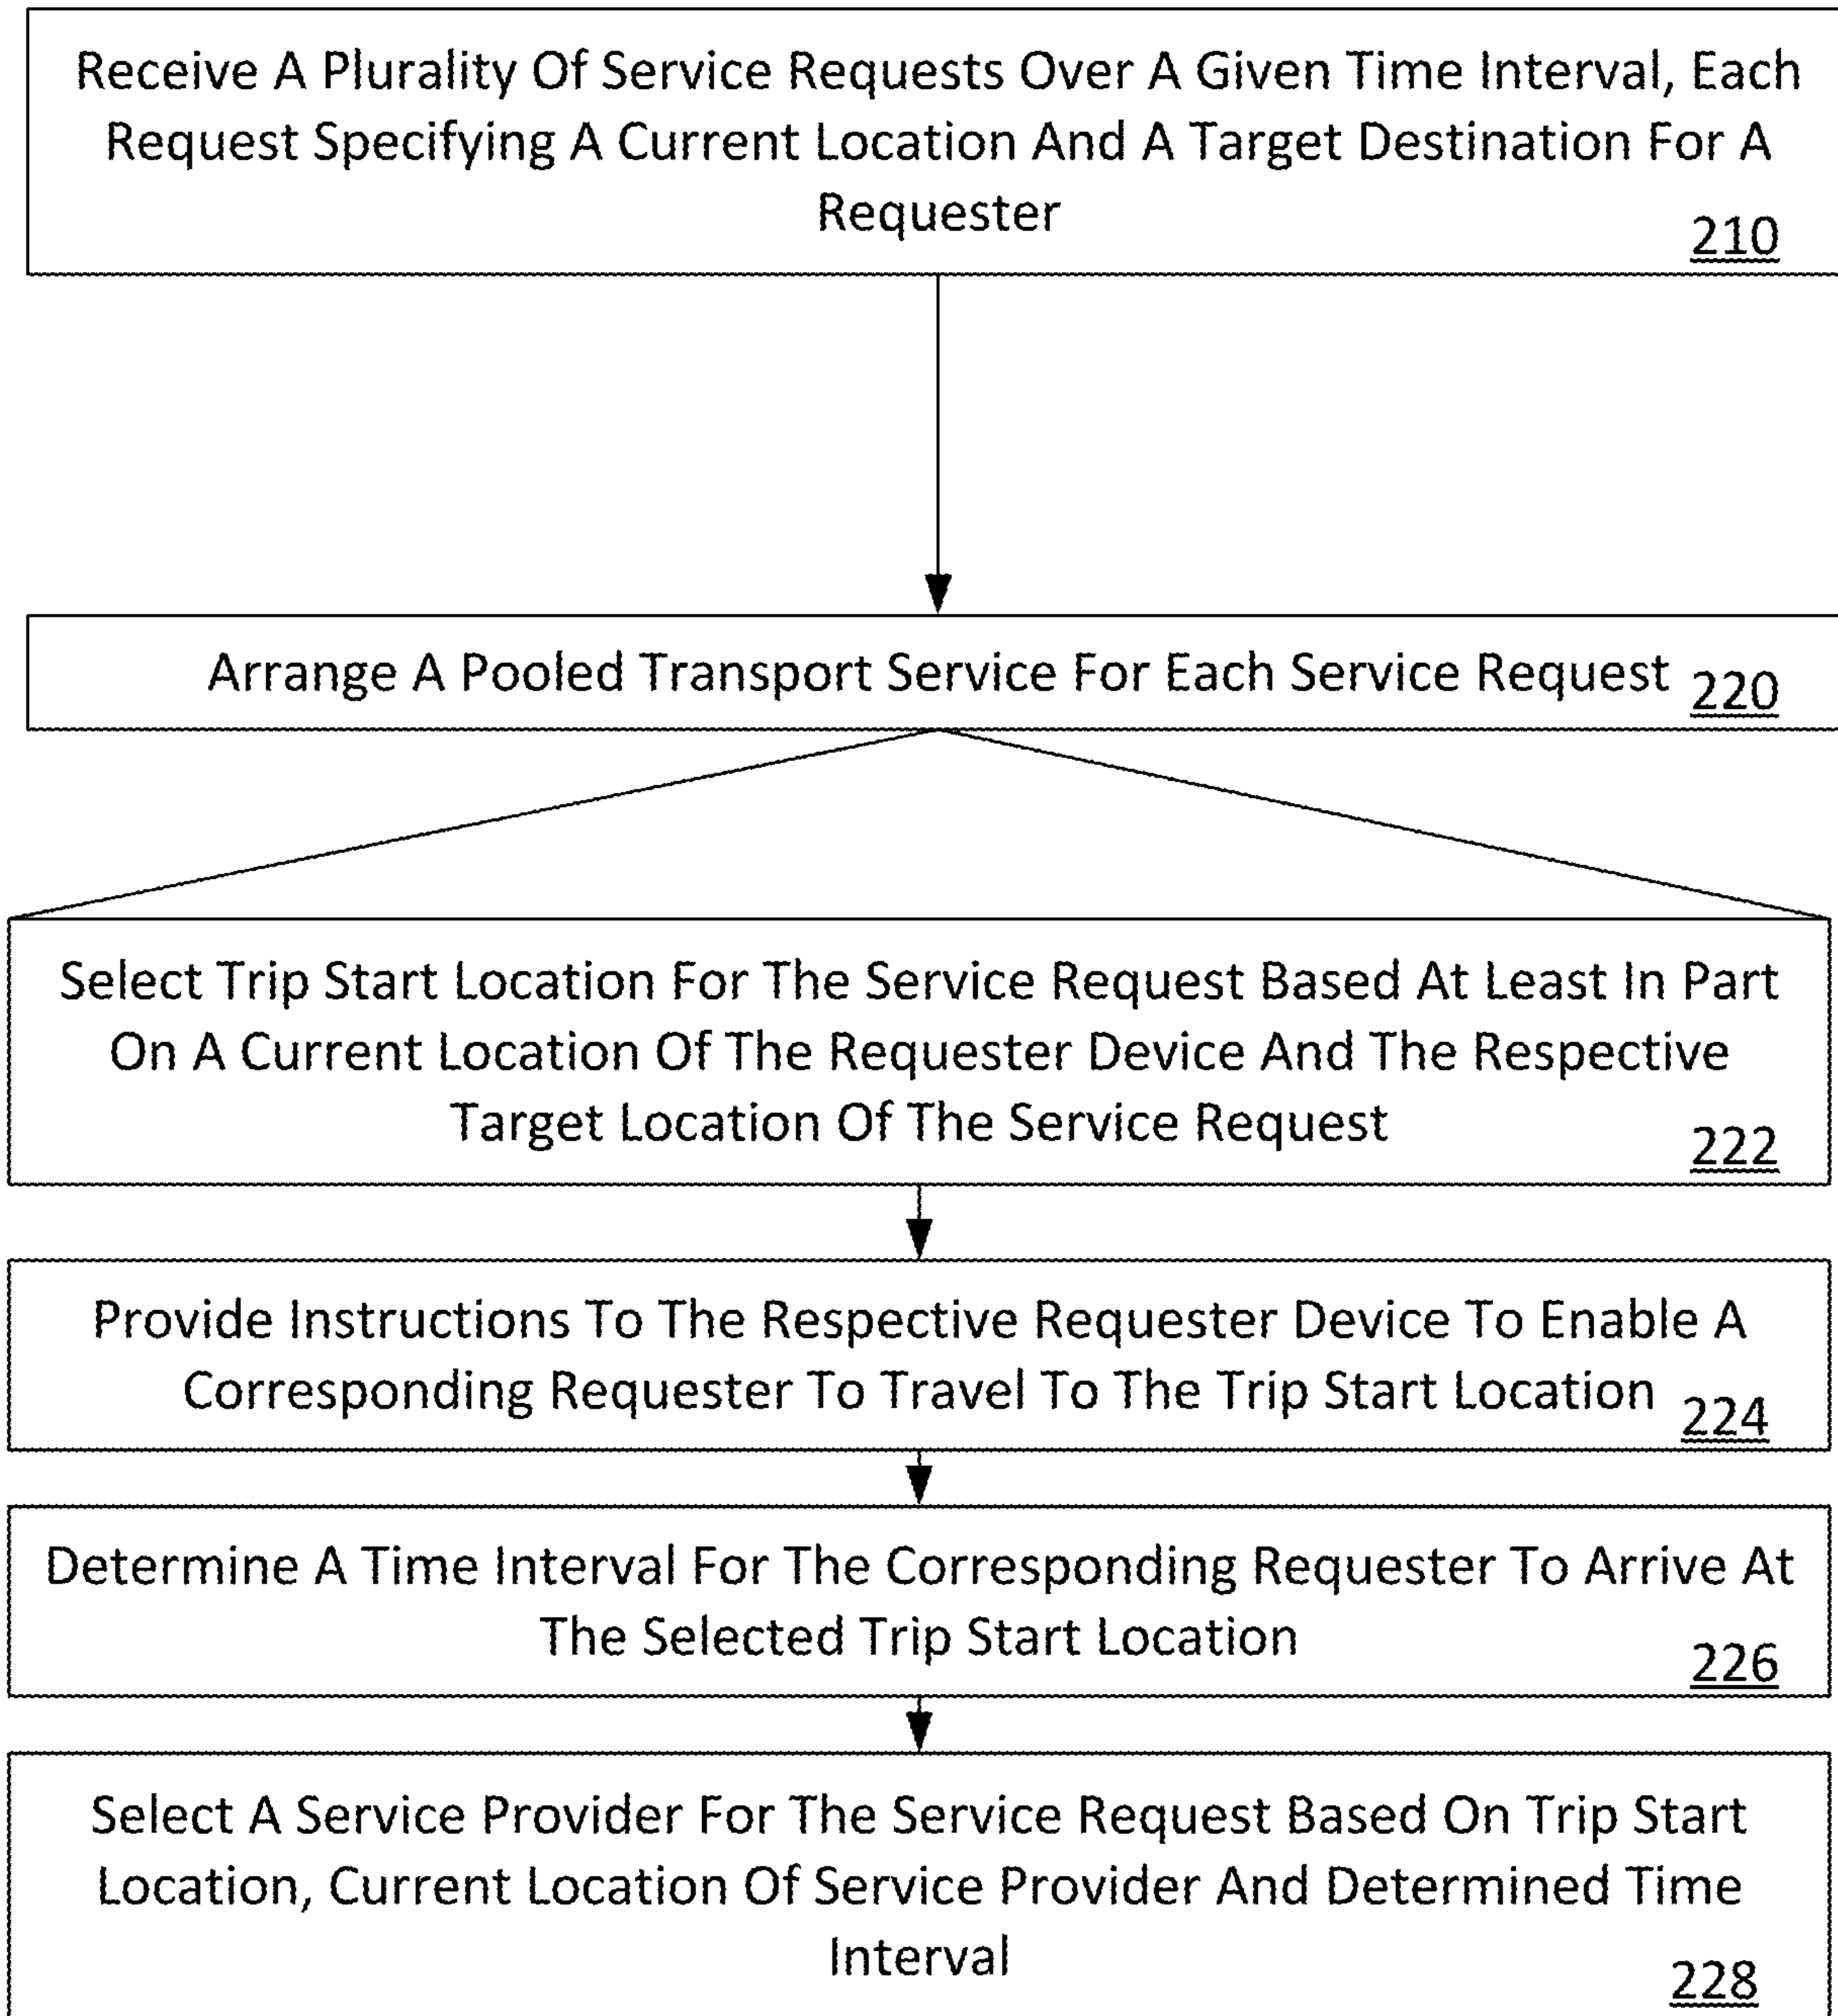 Receive A Plurality Of Service Requests Over A Given Time Interval, Each
Request Specifying A Current Location And A Target Destination For A
Requester
210
Arrange A Pooled Transport Service For Each Service Request 220
Select Trip Start Location For The Service Request Based At Least In Part
On A Current Location Of The Requester Device And The Respective
Target Location Of The Service Request
222
Provide Instructions To The Respective Requester Device To Enable A
Corresponding Requester To Travel To The Trip Start Location 224
Determine A Time Interval For The Corresponding Requester To Arrive At
The Selected Trip Start Location
226
Select A Service Provider For The Service Request Based On Trip Start
Location, Current Location Of Service Provider And Determined Time
Interval
228